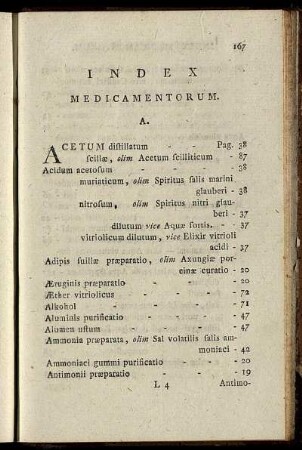 167
INDEX
MEDICAMENTORUM.
A.
ACETUM distillatum - - Pag. 38
scillæ, olim Acetum scilliticum - 87
Acidum acetosum - - - - 38
muriaticum, olim Spiritus salis marini
glauberi - 38
nitrosum, olim Spiritus nitri glau-
beri - 37
dilutum vice Aquæ fortis. - 37
vitriolicum dilutum, vice Elixir vitrioli
acidi - 37
Adipis suillæ præparatio, olim Axungiæ por-
cinæ curatio - 20
Æruginis præparatio - - - 20
Æther vitriolicus - - - 72
Alkohol - - - - 71
Aluminis purificatio - - - 47
Alumen ustum - - - 47
Ammonia præparata, olim Sal volatilis salis am-
moniaci - 42
Ammoniaci gummi purificatio - - 20
Antimonii præparatio - - - 19
L 4 Antimo-